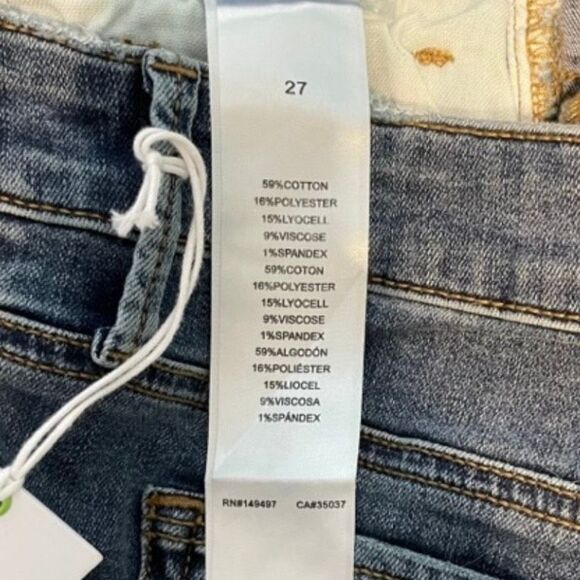 27
59%COTTON
16%POLYESTER
15%LYOCELL
9%VISCOSE
1%SPANDEX
59%COTON
16%POLYESTER
15%LYOCELL
9%VISCOSE
1%SPANDEX
59%ALGODÓN
16%POLIÉSTER
15%LIOCEL
9%VISCOSA
1%SPÁNDEX
RN#149497 CA#35037